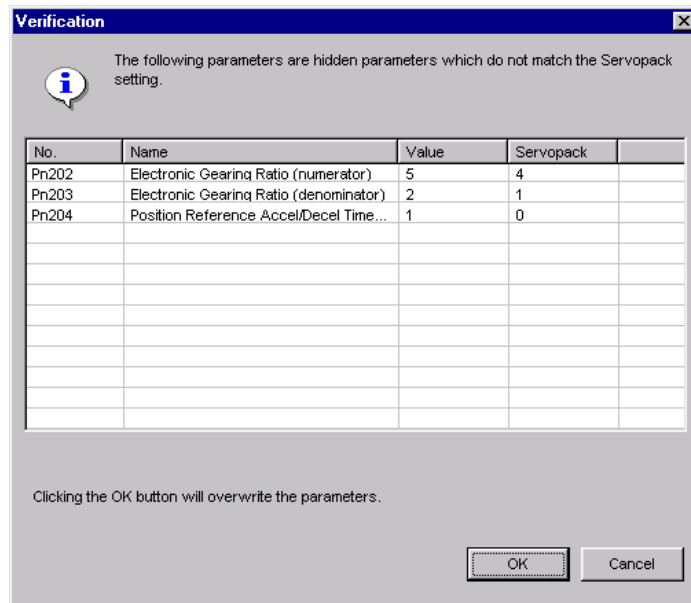 Verification
The following parameters are hidden parameters which do not match the Servopack
setting.
No. Name Value Servopack
Pn202 Electronic Gearing Ratio (numerator) 5 4
Pn203 Electronic Gearing Ratio (denominator) 2 1
Pn204 Position Reference Accel/Decel Time... 1 0
Clicking the OK button will overwrite the parameters.
OK Cancel